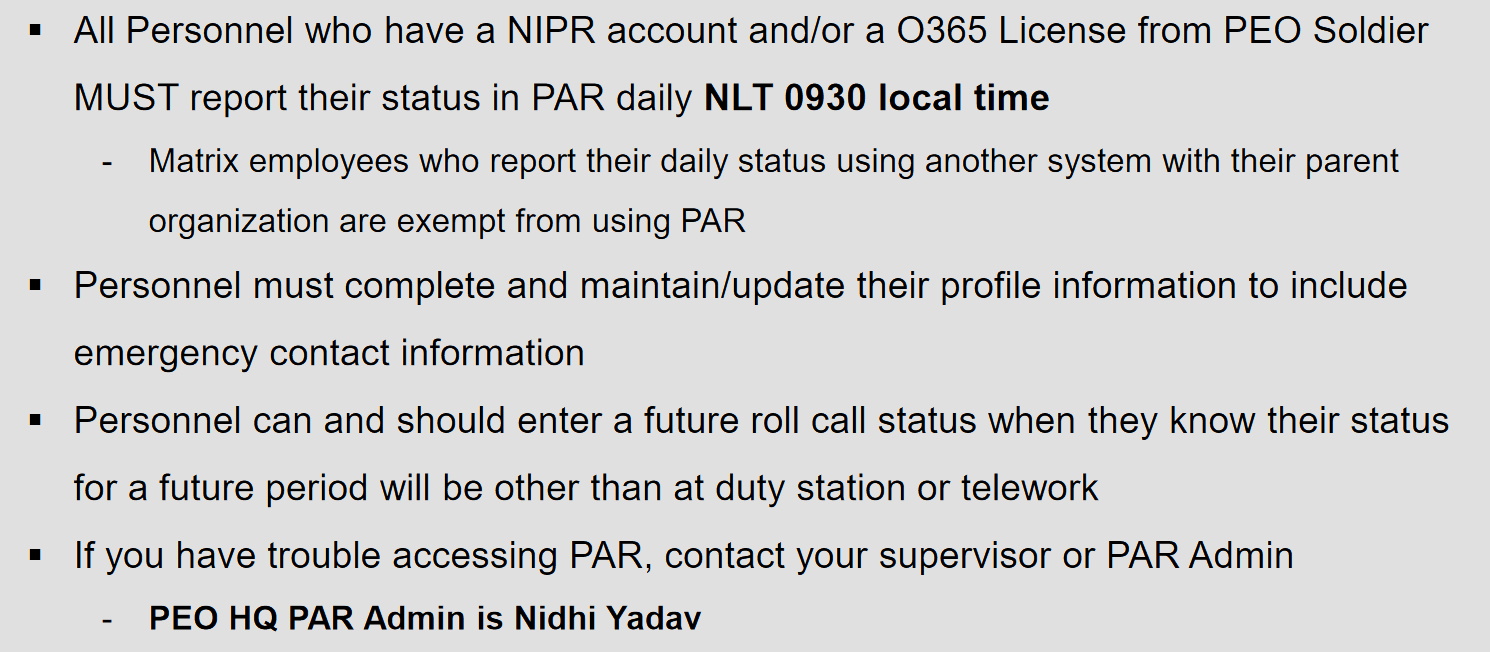 ▪ All Personnel who have a NIPR account and/or a O365 License from PEO Soldier
MUST report their status in PAR daily NLT 0930 local time
- Matrix employees who report their daily status using another system with their parent
organization are exempt from using PAR
▪ Personnel must complete and maintain/update their profile information to include
emergency contact information
▪ Personnel can and should enter a future roll call status when they know their status
for a future period will be other than at duty station or telework
▪ If you have trouble accessing PAR, contact your supervisor or PAR Admin
- PEO HQ PAR Admin is Nidhi Yadav